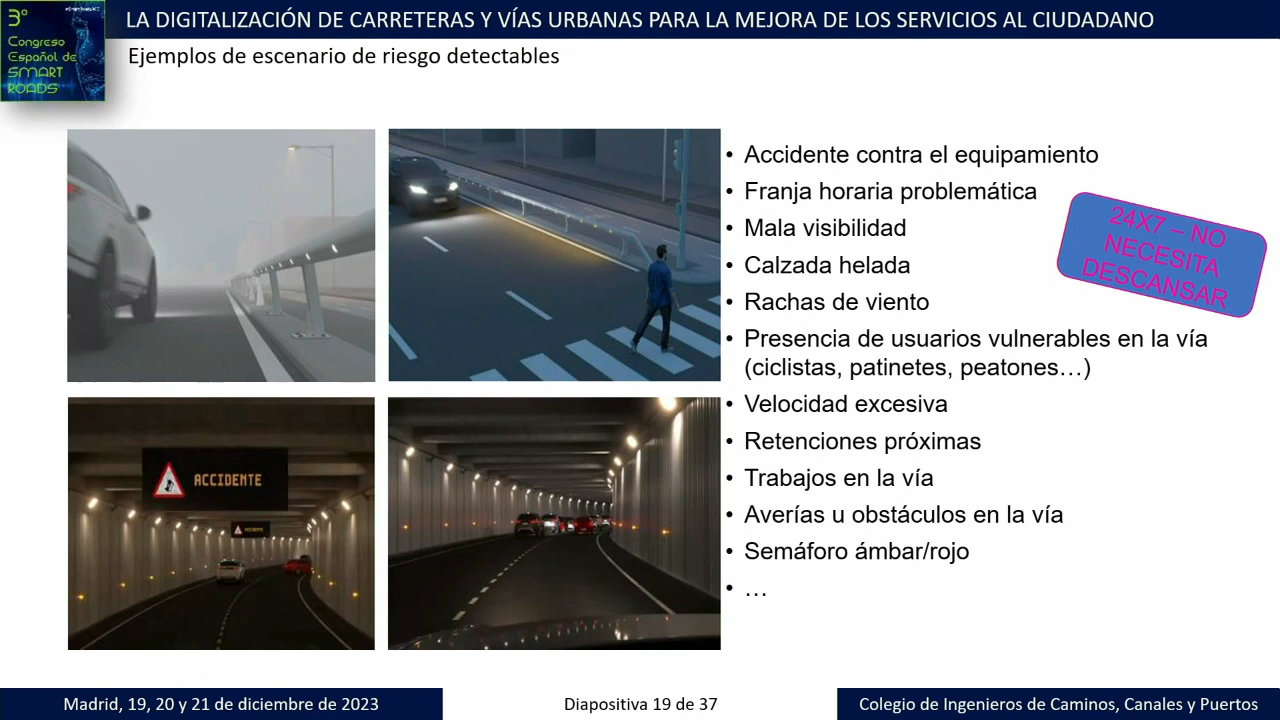 3º
Congreso
Español de
SMART
ROADS
LA DIGITALIZACIÓN DE CARRETERAS Y VÍAS URBANAS PARA LA MEJORA DE LOS SERVICIOS AL CIUDADANO
Ejemplos de escenario de riesgo detectables
ACCIDENTE
ACCIDENTE
• Accidente contra el equipamiento
• Franja horaria problemática
• Mala visibilidad
• Calzada helada
• Rachas de viento
• Presencia de usuarios vulnerables en la vía
(ciclistas, patinetes, peatones…)
• Velocidad excesiva
• Retenciones próximas
• Trabajos en la vía
• Averías u obstáculos en la vía
• Semáforo ámbar/rojo
• …
24X7 – NO
NECESITA
DESCANSAR
Madrid, 19, 20 y 21 de diciembre de 2023
Diapositiva 19 de 37
Colegio de Ingenieros de Caminos, Canales y Puertos